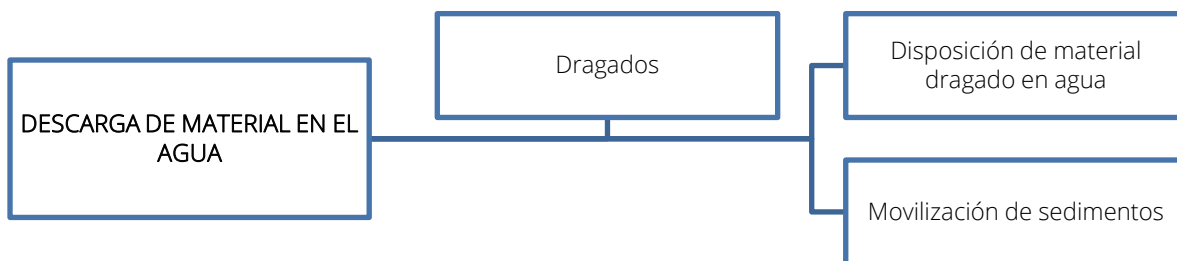 DESCARGA DE MATERIAL EN EL
AGUA
Dragados
Disposición de material
dragado en agua
Movilización de sedimentos